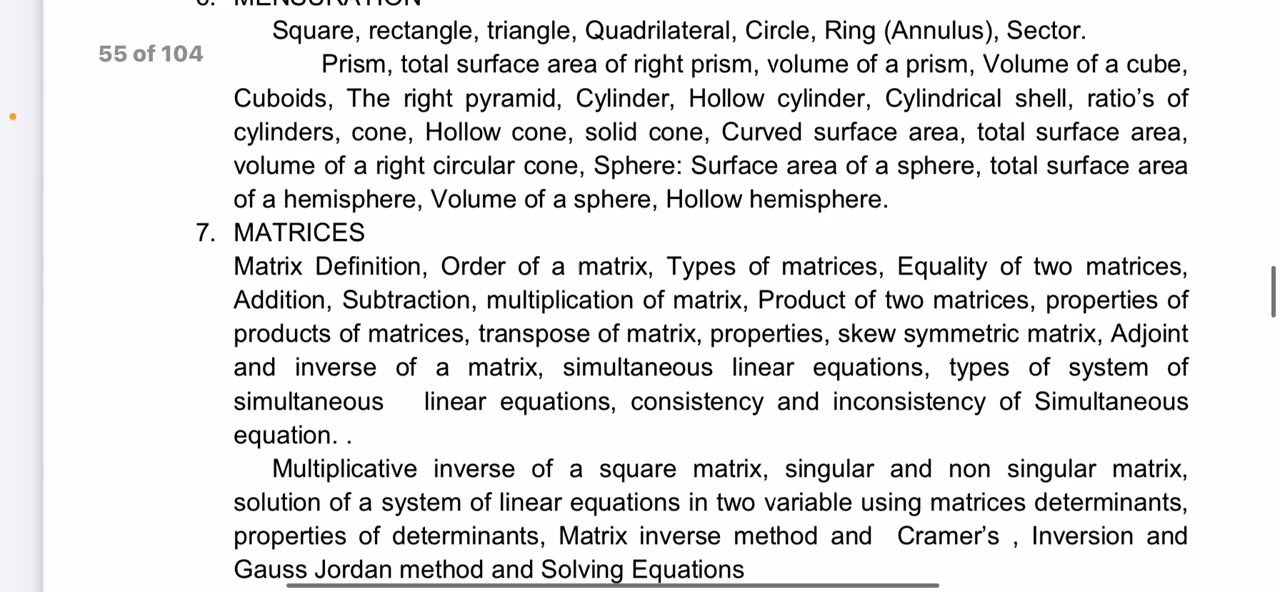 6. MENSURATION
Square, rectangle, triangle, Quadrilateral, Circle, Ring (Annulus), Sector.
55 of 104
Prism, total surface area of right prism, volume of a prism, Volume of a cube,
Cuboids, The right pyramid, Cylinder, Hollow cylinder, Cylindrical shell, ratio’s of
cylinders, cone, Hollow cone, solid cone, Curved surface area, total surface area,
volume of a right circular cone, Sphere: Surface area of a sphere, total surface area
of a hemisphere, Volume of a sphere, Hollow hemisphere.
7. MATRICES
Matrix Definition, Order of a matrix, Types of matrices, Equality of two matrices,
Addition, Subtraction, multiplication of matrix, Product of two matrices, properties of
products of matrices, transpose of matrix, properties, skew symmetric matrix, Adjoint
and inverse of a matrix, simultaneous linear equations, types of system of
simultaneous linear equations, consistency and inconsistency of Simultaneous
equation. .
Multiplicative inverse of a square matrix, singular and non singular matrix,
solution of a system of linear equations in two variable using matrices determinants,
properties of determinants, Matrix inverse method and Cramer’s , Inversion and
Gauss Jordan method and Solving Equations